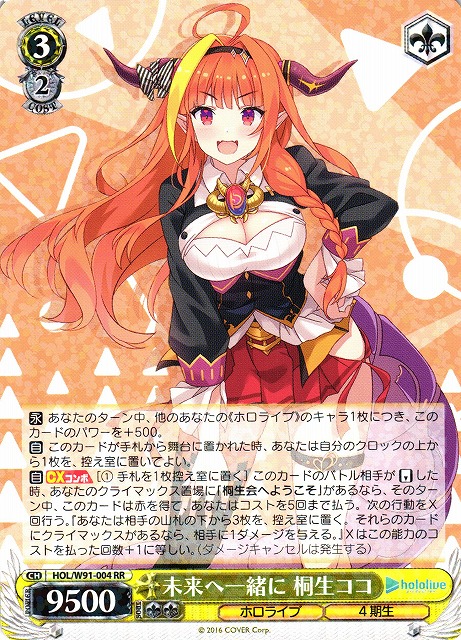 LEVEL
3
2
COST
永 あなたのターン中、他のあなたの《ホロライブ》のキャラ1枚につき、この
カードのパワーを+500。
自 このカードが手札から舞台に置かれた時、あなたは自分のクロックの上か
ら1枚を、控え室に置いてよい。
自 CXコンボ [① 手札を1枚控え室に置く] このカードのバトル相手が した
時、あなたのクライマックス置場に「桐生会へようこそ」があるなら、そのター
ン中、このカードは赤を得て、あなたはコストを5回まで払う。次の行動をX
回行う。『あなたは相手の山札の下から3枚を、控え室に置く。それらのカー
ドにクライマックスがあるなら、相手に1ダメージを与える。』Xはこの能力のコ
ストを払った回数+1に等しい。(ダメージキャンセルは発生する)
CH HOL/W91-004 RR
POWER 9500 SOUL 未来へ一緒に 桐生ココ hololive
ホロライブ 4期生
© 2016 COVER Corp.